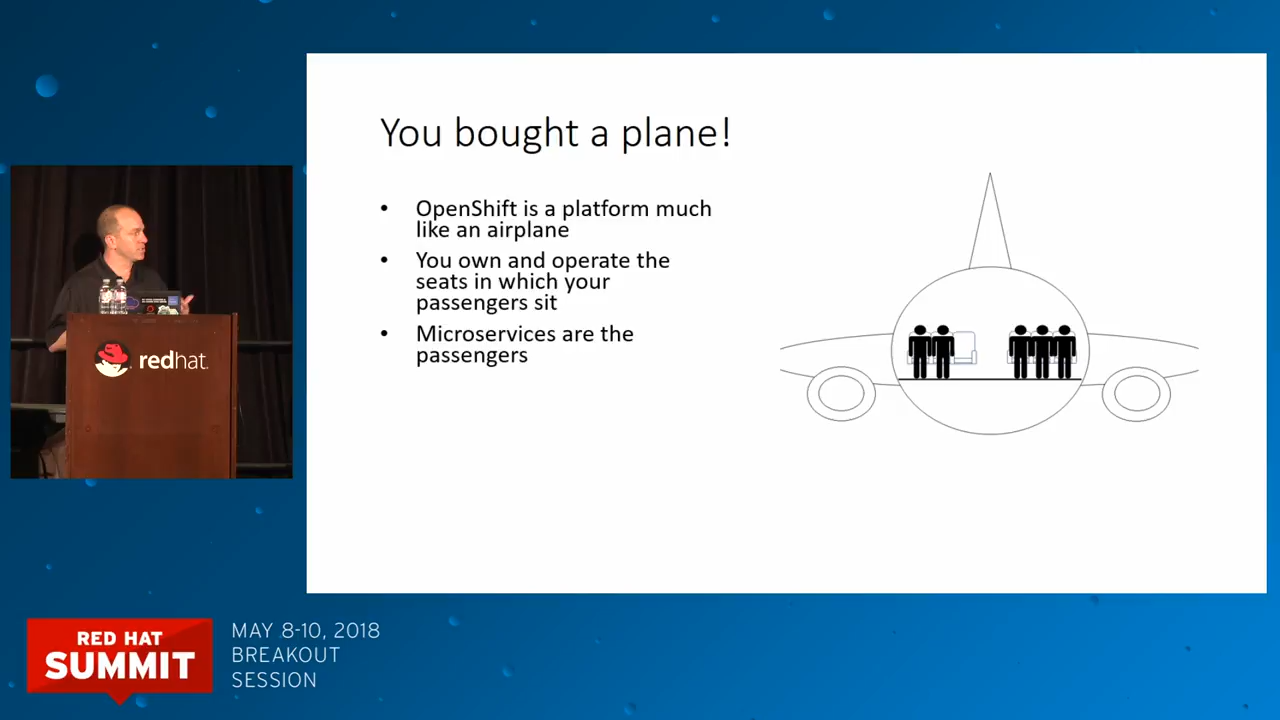 You bought a plane!
• OpenShift is a platform much
like an airplane
• You own and operate the
seats in which your
passengers sit
• Microservices are the
passengers
redhat.
RED HAT
SUMMIT
MAY 8-10, 2018
BREAKOUT
SESSION